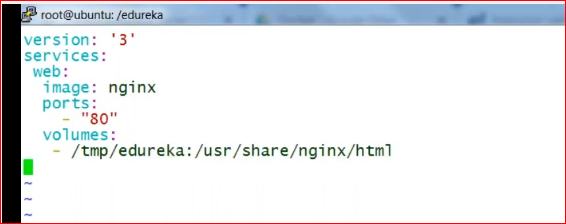 root@ubuntu: /edureka
version: '3'
services:
 web:
  image: nginx
  ports:
    - "80"
  volumes:
   - /tmp/edureka:/usr/share/nginx/html
~
~
~